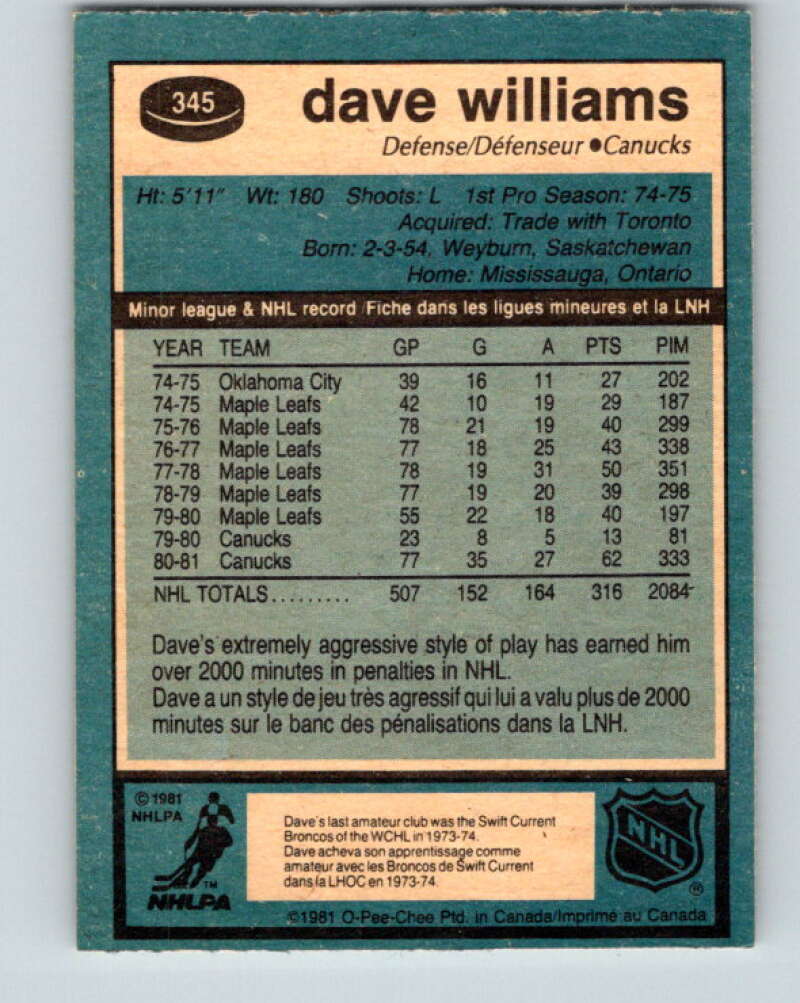 345
dave williams
Defense/Défenseur ●Canucks
Ht: 5'11" Wt: 180 Shoots: L 1st Pro Season: 74-75
Acquired: Trade with Toronto
Born: 2-3-54, Weyburn, Saskatchewan
Home: Mississauga, Ontario
Minor league & NHL record/Fiche dans les ligues mineures et la LNH
YEAR TEAM GP G A PTS PIM
74-75 Oklahoma City 39 16 11 27 202
74-75 Maple Leafs 42 10 19 29 187
75-76 Maple Leafs 78 21 19 40 299
76-77 Maple Leafs 77 18 25 43 338
77-78 Maple Leafs 78 19 31 50 351
78-79 Maple Leafs 77 19 20 39 298
79-80 Maple Leafs 55 22 18 40 197
79-80 Canucks 23 8 5 13 81
80-81 Canucks 77 35 27 62 333
NHL TOTALS......... 507 152 164 316 2084
Dave's extremely aggressive style of play has earned him
over 2000 minutes in penalties in NHL.
Dave a un style de jeu très agressif qui lui a valu plus de 2000
minutes sur le banc des pénalisations dans la LNH.
©1981
NHLPA
TM
NHLPA
Dave's last amateur club was the Swift Current
Broncos of the WCHL in 1973-74.
Dave acheva son apprentissage comme
amateur avec les Broncos de Swift Current
dans la LHOC en 1973-74.
NHL
®
©1981 O-Pee-Chee Ptd. in Canada/Imprimé au Canada